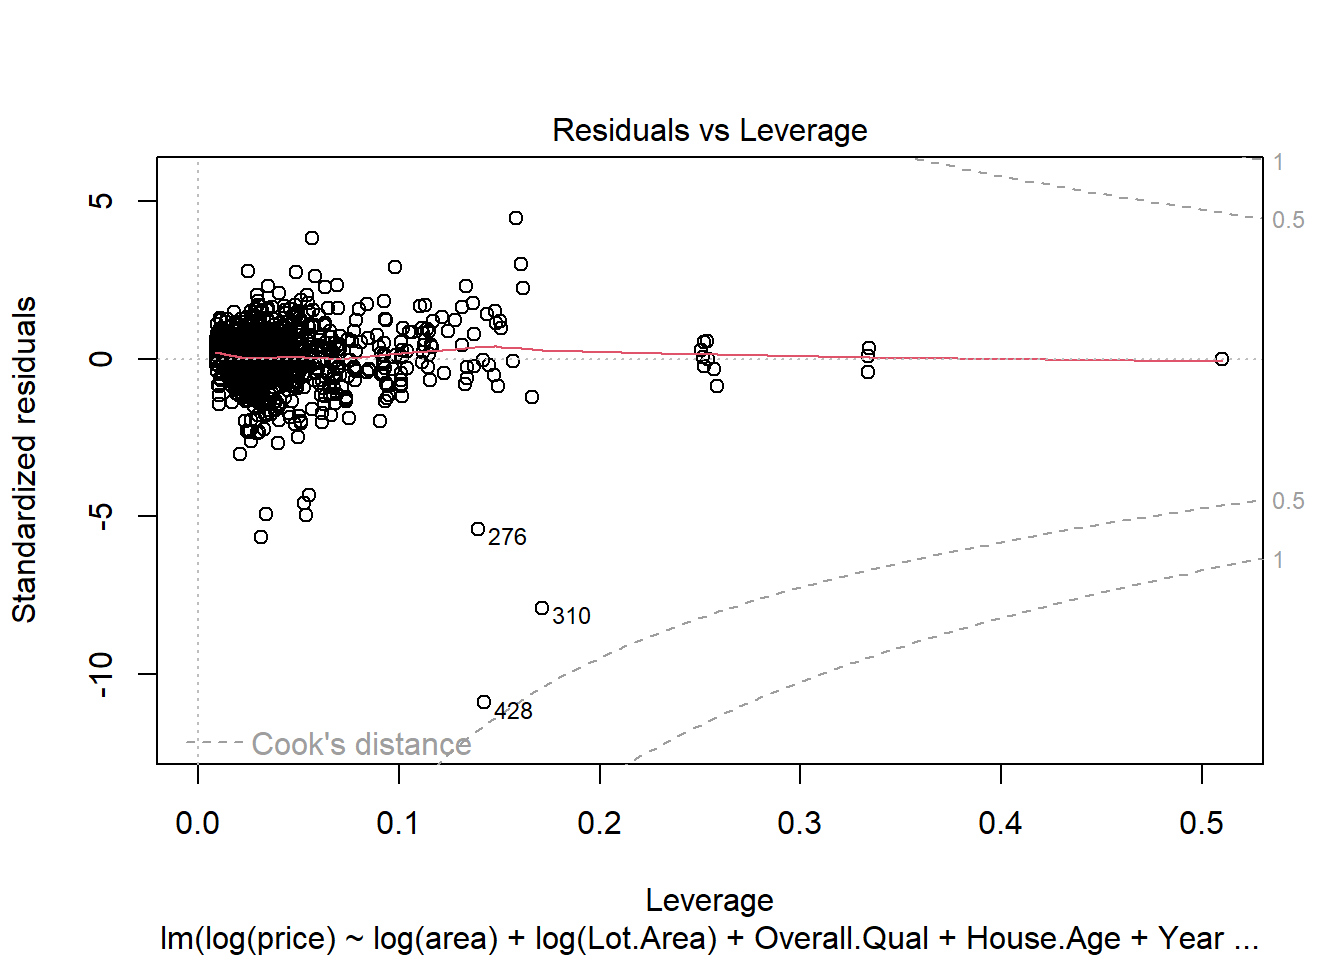 Residuals vs Leverage
Standardized residuals
5
0
-5
-10
1
0.5
0.5
1
276
310
428
Cook's distance
0.0 0.1 0.2 0.3 0.4 0.5
Leverage
lm(log(price) ~ log(area) + log(Lot.Area) + Overall.Qual + House.Age + Year ...